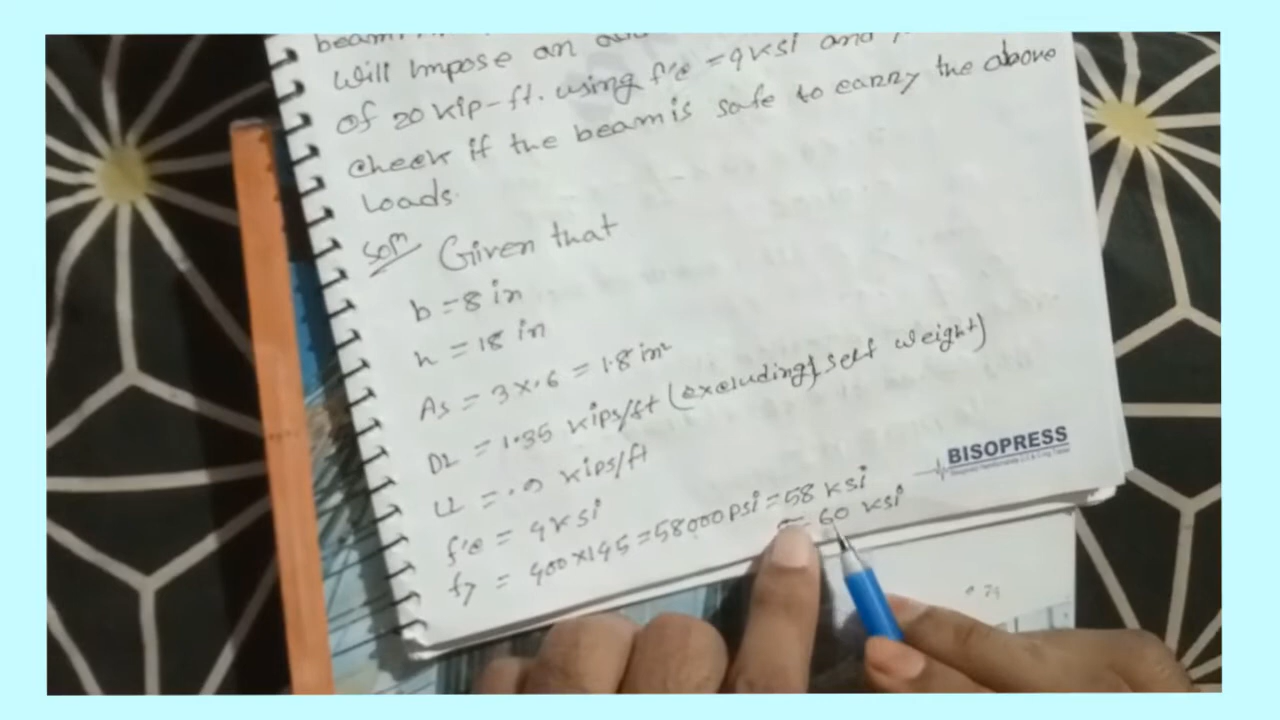 beam
will impose an
of 20 kip-ft. using f'c = 4 ksi and
check if the beam is safe to carry the above
loads.
Soln Given that
b = 8 in
h = 18 in
As = 3×.6 = 1.8 in²
DL = 1.35 kips/ft (excluding self weight)
LL = kips/ft
f'c = 4 ksi
fy = 400×145 = 58000 psi = 58 ksi
≈ 60 ksi
BISOPRESS